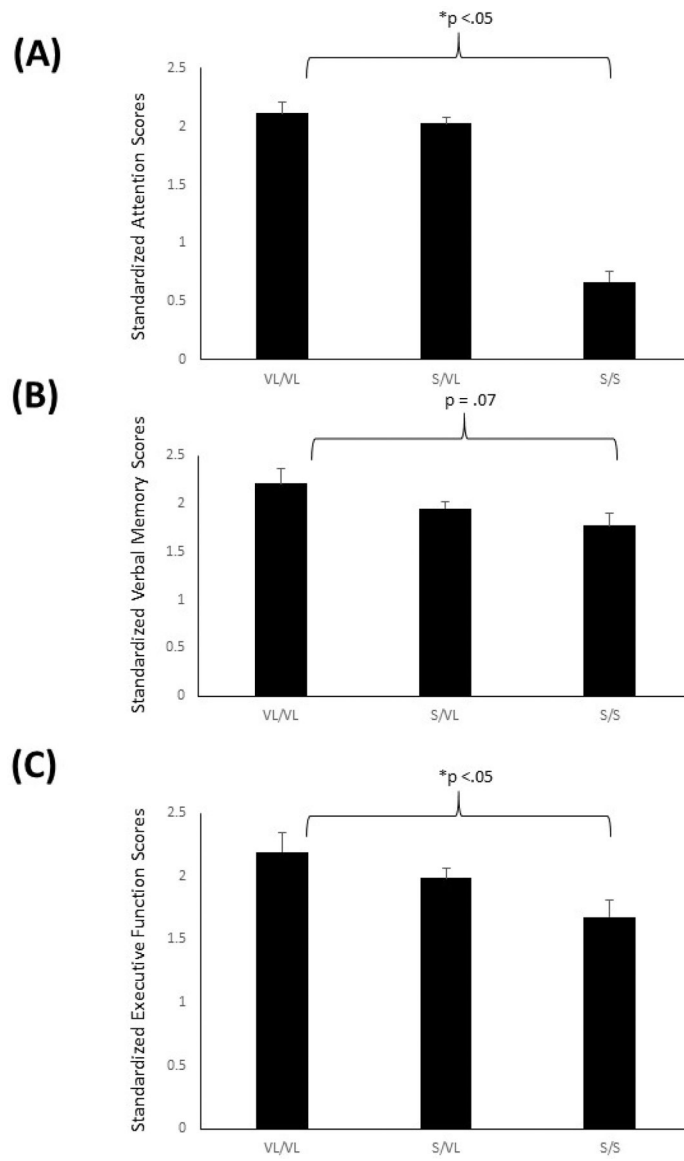 (A)
*p <.05
Standardized Attention Scores
2.5
2
1.5
1
0.5
0
VL/VL S/VL S/S
(B)
p = .07
Standardized Verbal Memory Scores
2.5
2
1.5
1
0.5
0
VL/VL S/VL S/S
(C)
*p <.05
Standardized Executive Function Scores
2.5
2
1.5
1
0.5
0
VL/VL S/VL S/S